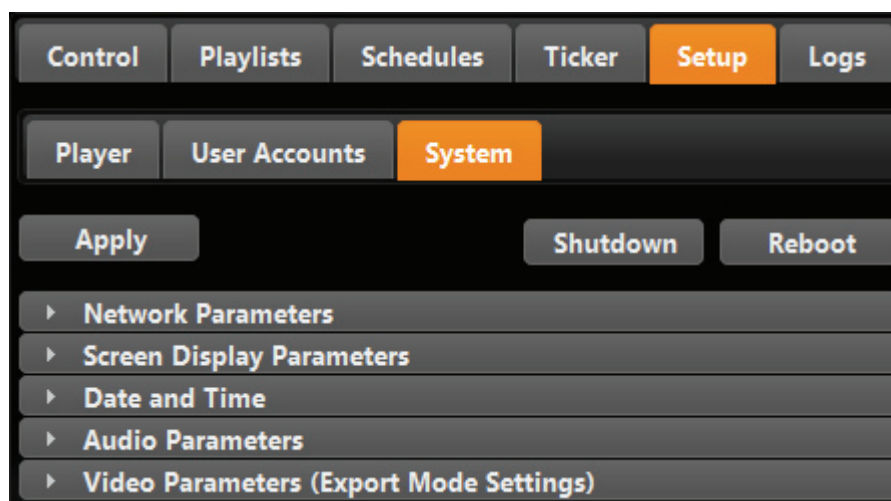 Control Playlists Schedules Ticker Setup Logs
Player User Accounts System
Apply Shutdown Reboot
Network Parameters
Screen Display Parameters
Date and Time
Audio Parameters
Video Parameters (Export Mode Settings)